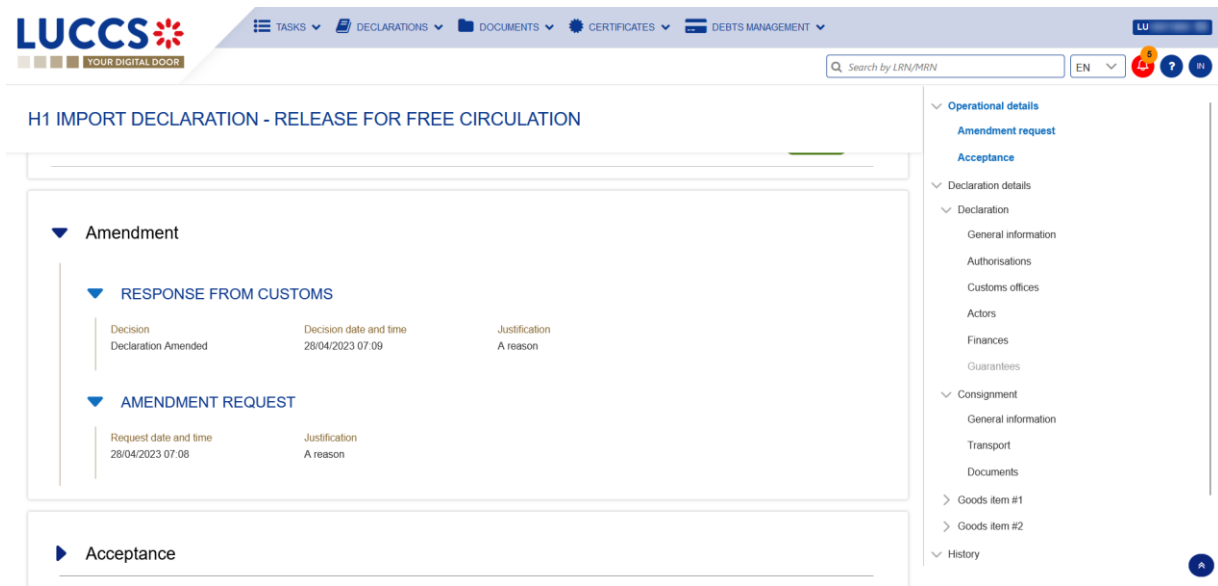 LUCCS
YOUR DIGITAL DOOR
TASKS DECLARATIONS DOCUMENTS CERTIFICATES DEBTS MANAGEMENT
LU
Search by LRN/MRN EN 5 ? IN
H1 IMPORT DECLARATION - RELEASE FOR FREE CIRCULATION
Amendment
RESPONSE FROM CUSTOMS
Decision Decision date and time Justification
Declaration Amended 28/04/2023 07:09 A reason
AMENDMENT REQUEST
Request date and time Justification
28/04/2023 07:08 A reason
Acceptance
Operational details
Amendment request
Acceptance
Declaration details
Declaration
General information
Authorisations
Customs offices
Actors
Finances
Guarantees
Consignment
General information
Transport
Documents
Goods item #1
Goods item #2
History